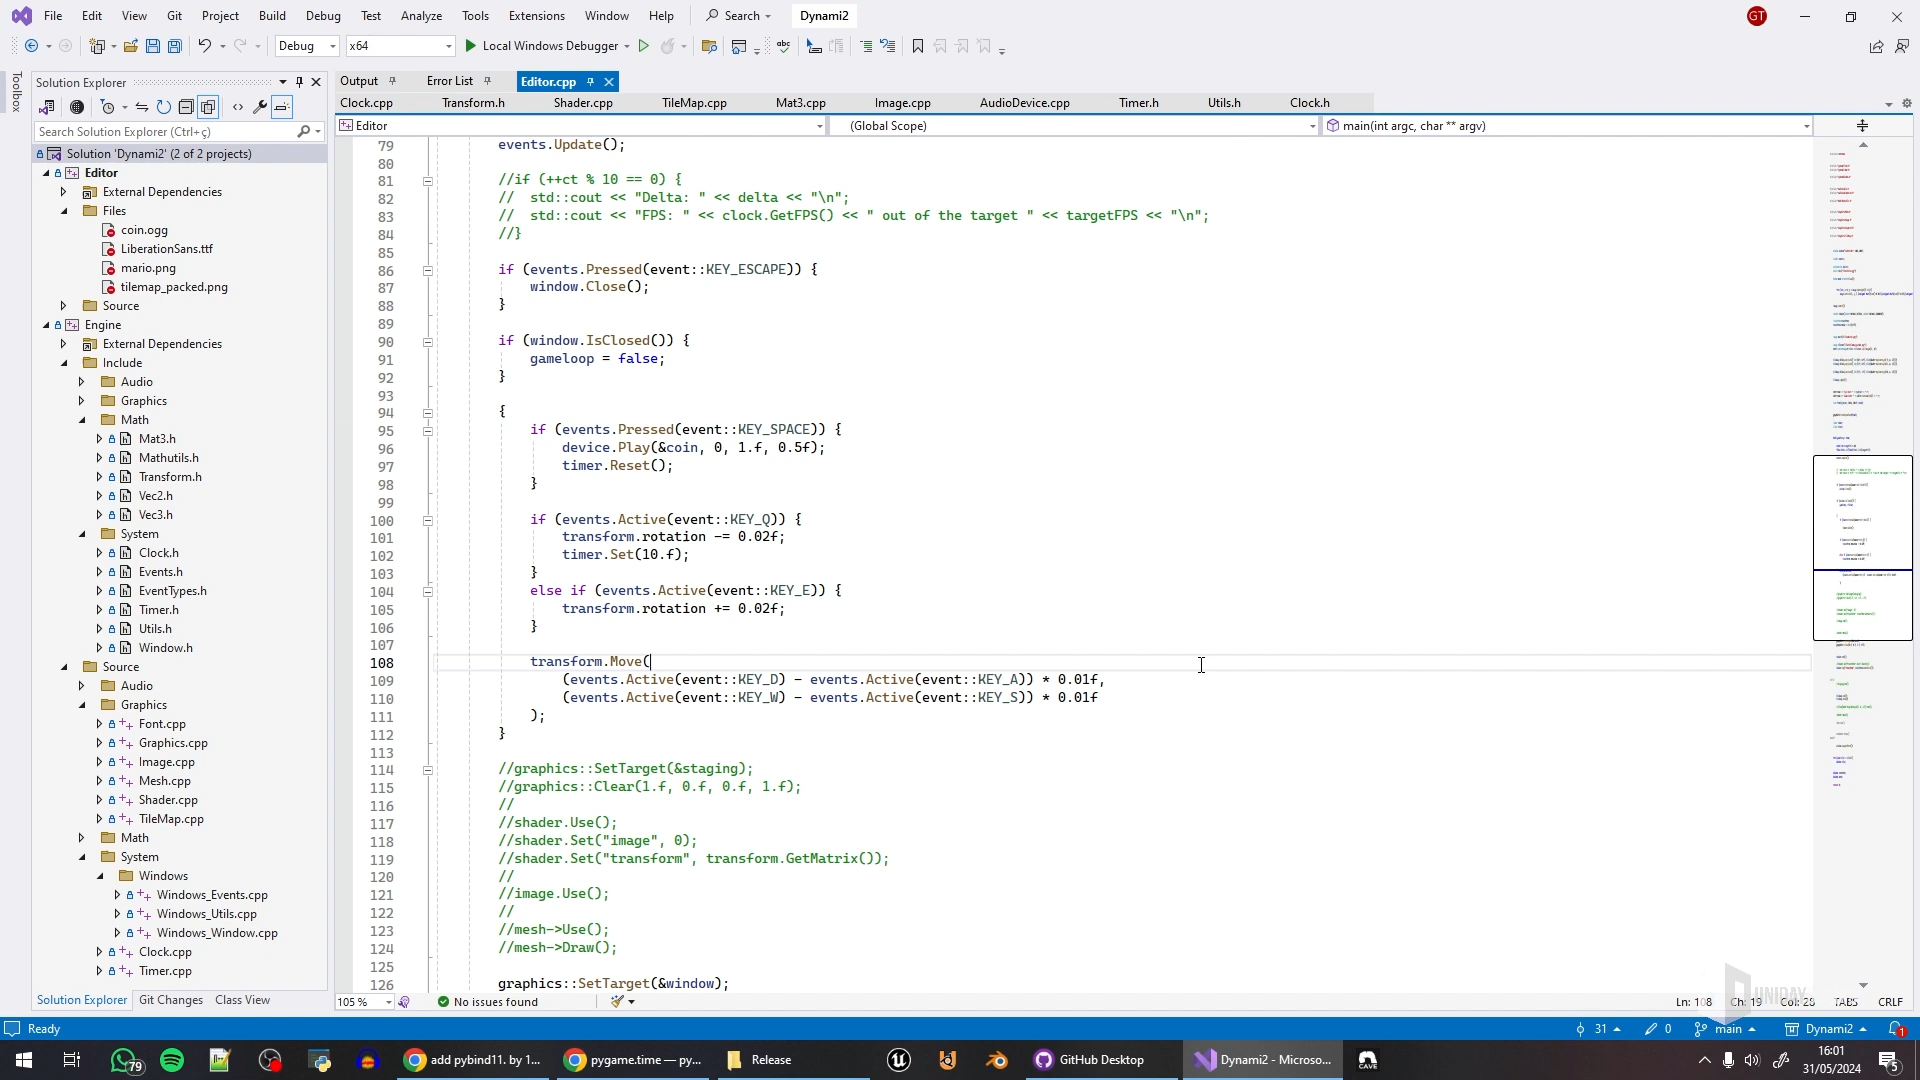 File Edit View Git Project Build Debug Test Analyze Tools Extensions Window Help Search Dynami2 GT
Debug x64 Local Windows Debugger
Toolbox
Solution Explorer
Search Solution Explorer (Ctrl+ç)
Solution 'Dynami2' (2 of 2 projects)
Editor
External Dependencies
Files
coin.ogg
LiberationSans.ttf
mario.png
tilemap_packed.png
Source
Engine
External Dependencies
Include
Audio
Graphics
Math
Mat3.h
Mathutils.h
Transform.h
Vec2.h
Vec3.h
System
Clock.h
Events.h
EventTypes.h
Timer.h
Utils.h
Window.h
Source
Audio
Graphics
Font.cpp
Graphics.cpp
Image.cpp
Mesh.cpp
Shader.cpp
TileMap.cpp
Math
System
Windows
Windows_Events.cpp
Windows_Utils.cpp
Windows_Window.cpp
Clock.cpp
Timer.cpp
Solution Explorer Git Changes Class View
Output Error List Editor.cpp
Clock.cpp Transform.h Shader.cpp TileMap.cpp Mat3.cpp Image.cpp AudioDevice.cpp Timer.h Utils.h Clock.h
Editor (Global Scope) main(int argc, char ** argv)
79 events.Update();
80
81 //if (++ct % 10 == 0) {
82 // std::cout << "Delta: " << delta << "\n";
83 // std::cout << "FPS: " << clock.GetFPS() << " out of the target " << targetFPS << "\n";
84 //}
85
86 if (events.Pressed(event::KEY_ESCAPE)) {
87 window.Close();
88 }
89
90 if (window.IsClosed()) {
91 gameloop = false;
92 }
93
94 {
95 if (events.Pressed(event::KEY_SPACE)) {
96 device.Play(&coin, 0, 1.f, 0.5f);
97 timer.Reset();
98 }
99
100 if (events.Active(event::KEY_Q)) {
101 transform.rotation -= 0.02f;
102 timer.Set(10.f);
103 }
104 else if (events.Active(event::KEY_E)) {
105 transform.rotation += 0.02f;
106 }
107
108 transform.Move(
109 (events.Active(event::KEY_D) - events.Active(event::KEY_A)) * 0.01f,
110 (events.Active(event::KEY_W) - events.Active(event::KEY_S)) * 0.01f
111 );
112 }
113
114 //graphics::SetTarget(&staging);
115 //graphics::Clear(1.f, 0.f, 0.f, 1.f);
116 //
117 //shader.Use();
118 //shader.Set("image", 0);
119 //shader.Set("transform", transform.GetMatrix());
120 //
121 //image.Use();
122 //
123 //mesh->Use();
124 //mesh->Draw();
125
126 graphics::SetTarget(&window);
105 % No issues found Ln: 108 Ch: 19 Col: 28 TABS CRLF
Ready 31 0 main Dynami2 1
79 add pybind11. by 1... pygame.time — py... Release GitHub Desktop Dynami2 - Microso... CAVE 16:01
31/05/2024 5